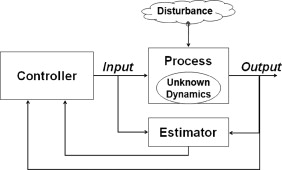 Disturbance
Input
Process
Output
Controller
Unknown
Dynamics
Estimator